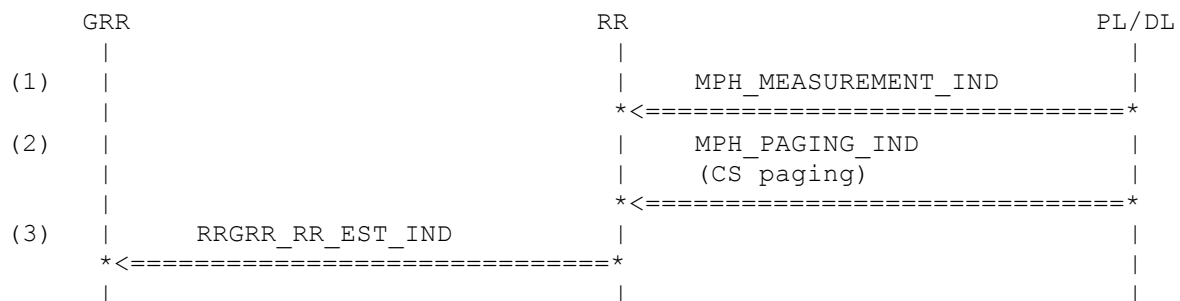 GRR RR PL/DL
(1) MPH_MEASUREMENT_IND
(2) MPH_PAGING_IND
(CS paging)
(3) RRGRR_RR_EST_IND